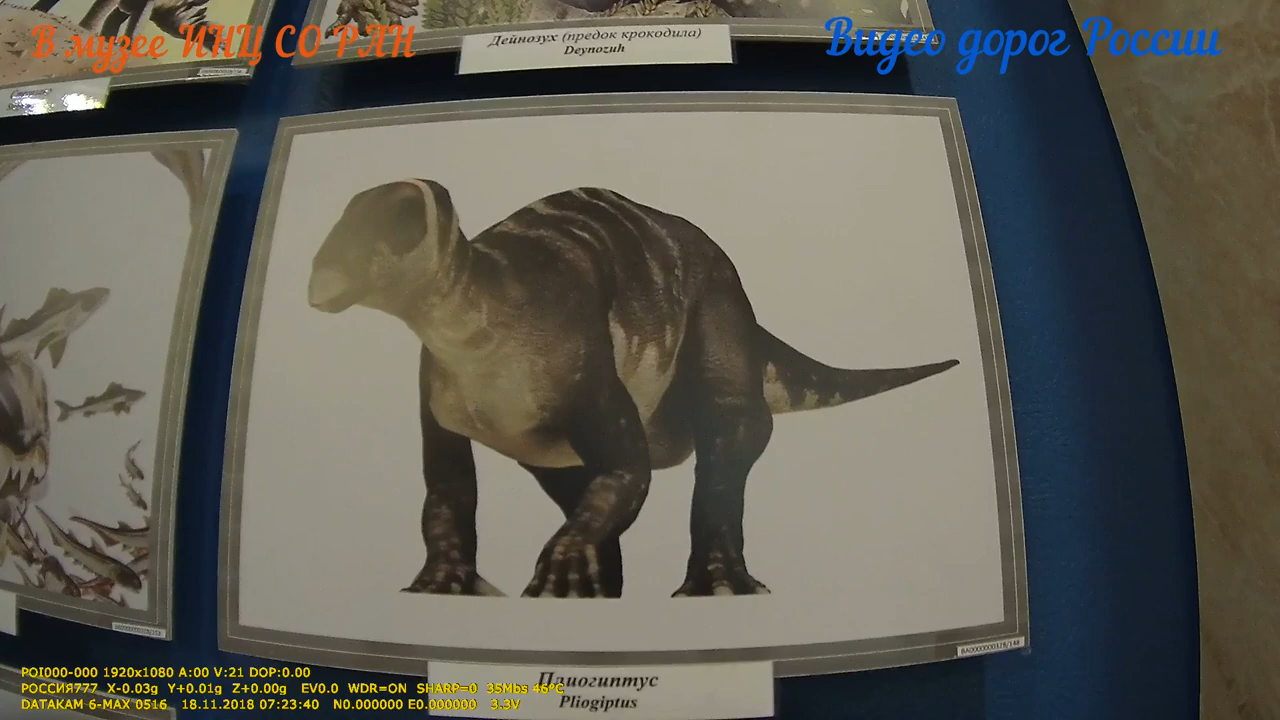 В музее ИНЦ СО РАН
Видео дорог России
Дейнозух (предок крокодила)
Deynozuh
Плиогиптус
Pliogiptus
POI000-000 1920x1080 A:00 V:21 DOP:0.00
РОССИЯ777 X-0.03g Y+0.01g Z+0.00g EV0.0 WDR=ON SHARP=0 35Mbs 46°C
DATAKAM 6-MAX 0516 18.11.2018 07:23:40 N0.000000 E0.000000 3.3V